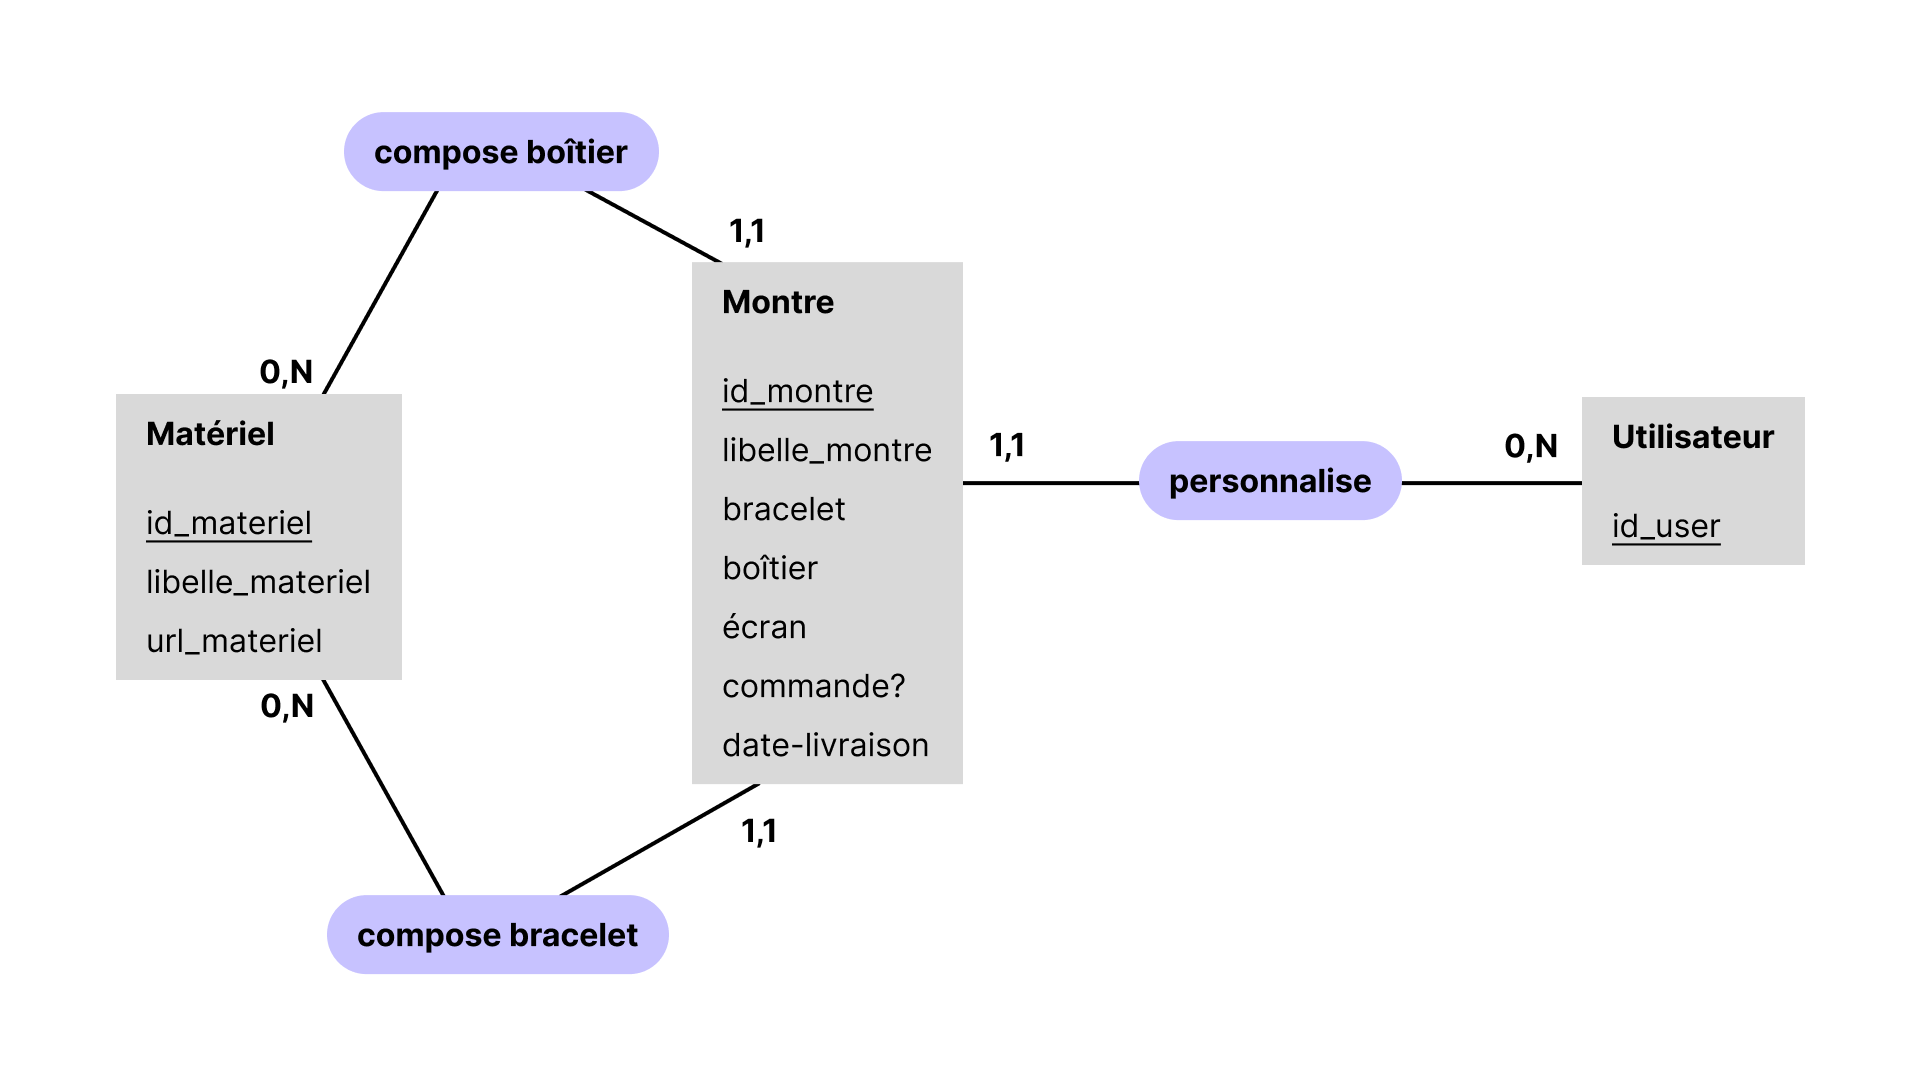 compose boîtier
1,1
0,N
Matériel
id_materiel
libelle_materiel
url_materiel
0,N
Montre
id_montre
libelle_montre
bracelet
boîtier
écran
commande?
date-livraison
1,1
compose bracelet
1,1
personnalise
0,N
Utilisateur
id_user